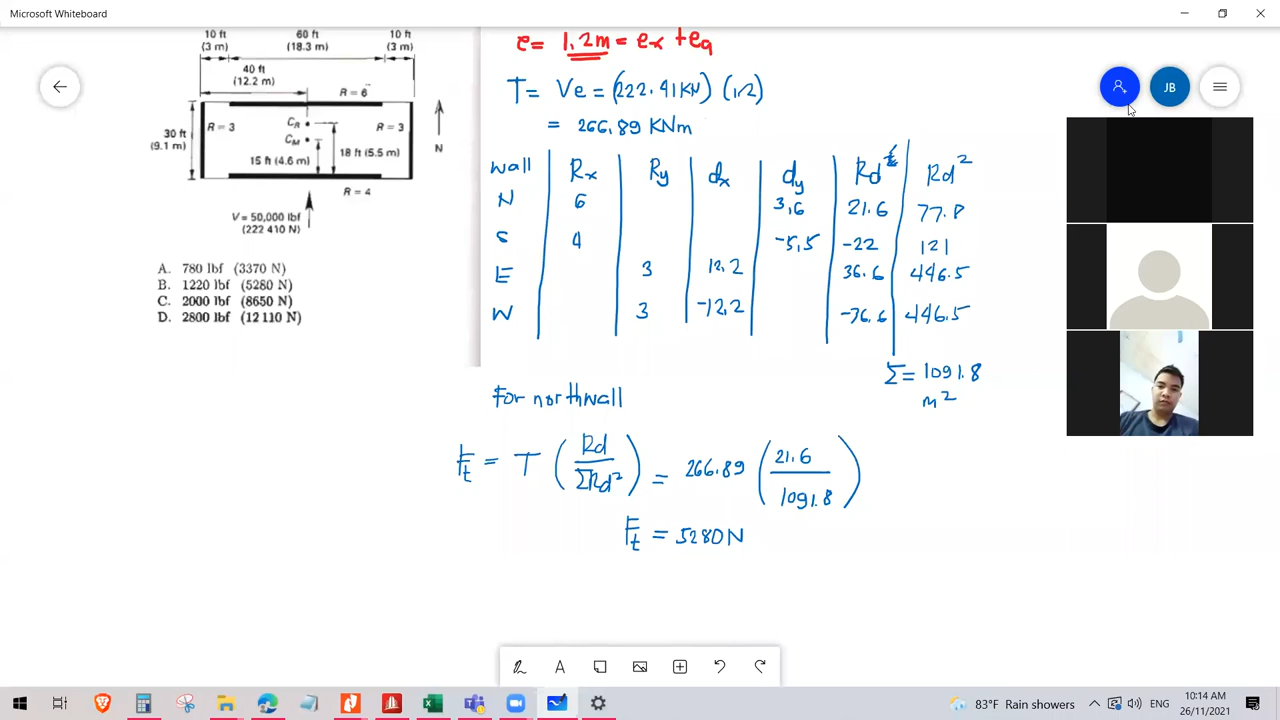 Microsoft Whiteboard
10 ft
(3 m)
60 ft
(18.3 m)
10 ft
(3 m)
40 ft
(12.2 m)
R = 6
R = 3
R = 3
CR
CM
30 ft
(9.1 m)
15 ft (4.6 m)
18 ft (5.5 m)
N
R = 4
V = 50,000 lbf
(222 410 N)
A. 780 lbf (3370 N)
B. 1220 lbf (5280 N)
C. 2000 lbf (8650 N)
D. 2800 lbf (12 110 N)
e = 1.2m = ex + ea
T = Ve = (222.41KN) (1.2)
= 266.89 KNm
wall Rx Ry dx dy Rd Rd²
N 6 3.6 21.6 77.8
S 4 -5.5 -22 121
E 3 12.2 36.6 446.5
W 3 -12.2 -36.6 446.5
Σ = 1091.8
m²
For north wall
Ft = T (Rd / ΣRd²) = 266.89 (21.6 / 1091.8)
Ft = 5280N
JB
A
83°F Rain showers
ENG
10:14 AM
26/11/2021